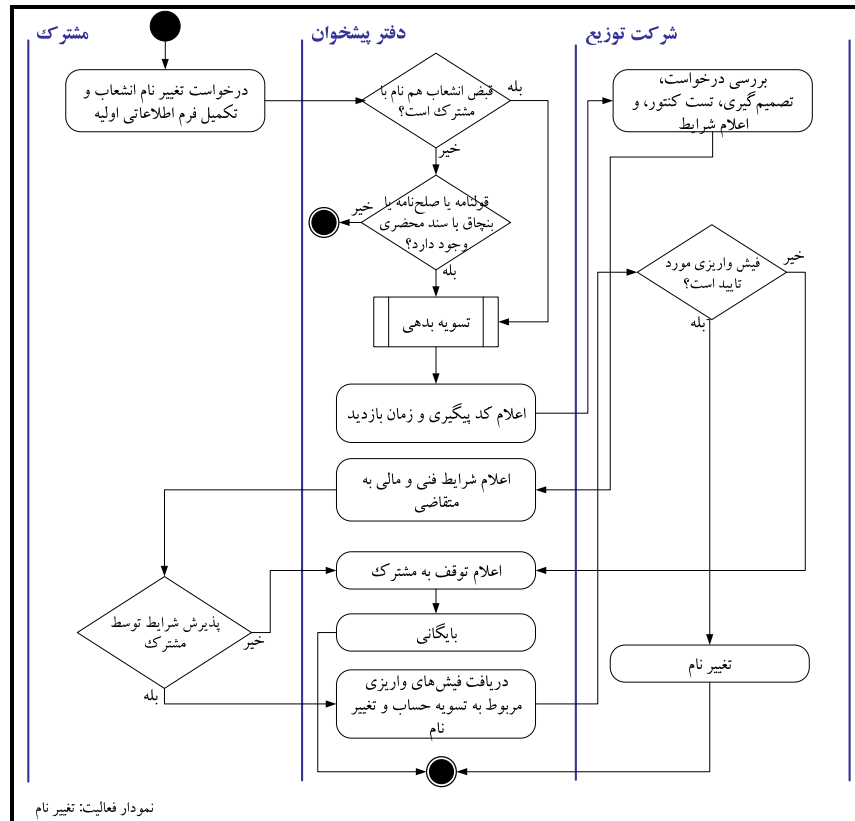 مشترک
دفتر پیشخوان
شرکت توزیع
درخواست تغییر نام انشعاب و
تکمیل فرم اطلاعاتی اولیه
قبض انشعاب هم نام با
مشترک است؟
بله
خیر
قولنامه یا صلح‌نامه یا
بنچاق یا سند محضری
وجود دارد؟
خیر
بله
تسویه بدهی
اعلام کد پیگیری و زمان بازدید
بررسی درخواست،
تصمیم‌گیری، تست کنتور، و
اعلام شرایط
اعلام شرایط فنی و مالی به
متقاضی
پذیرش شرایط توسط
مشترک
خیر
بله
اعلام توقف به مشترک
بایگانی
دریافت فیش‌های واریزی
مربوط به تسویه حساب و تغییر
نام
فیش واریزی مورد
تایید است؟
خیر
بله
تغییر نام
نمودار فعالیت: تغییر نام